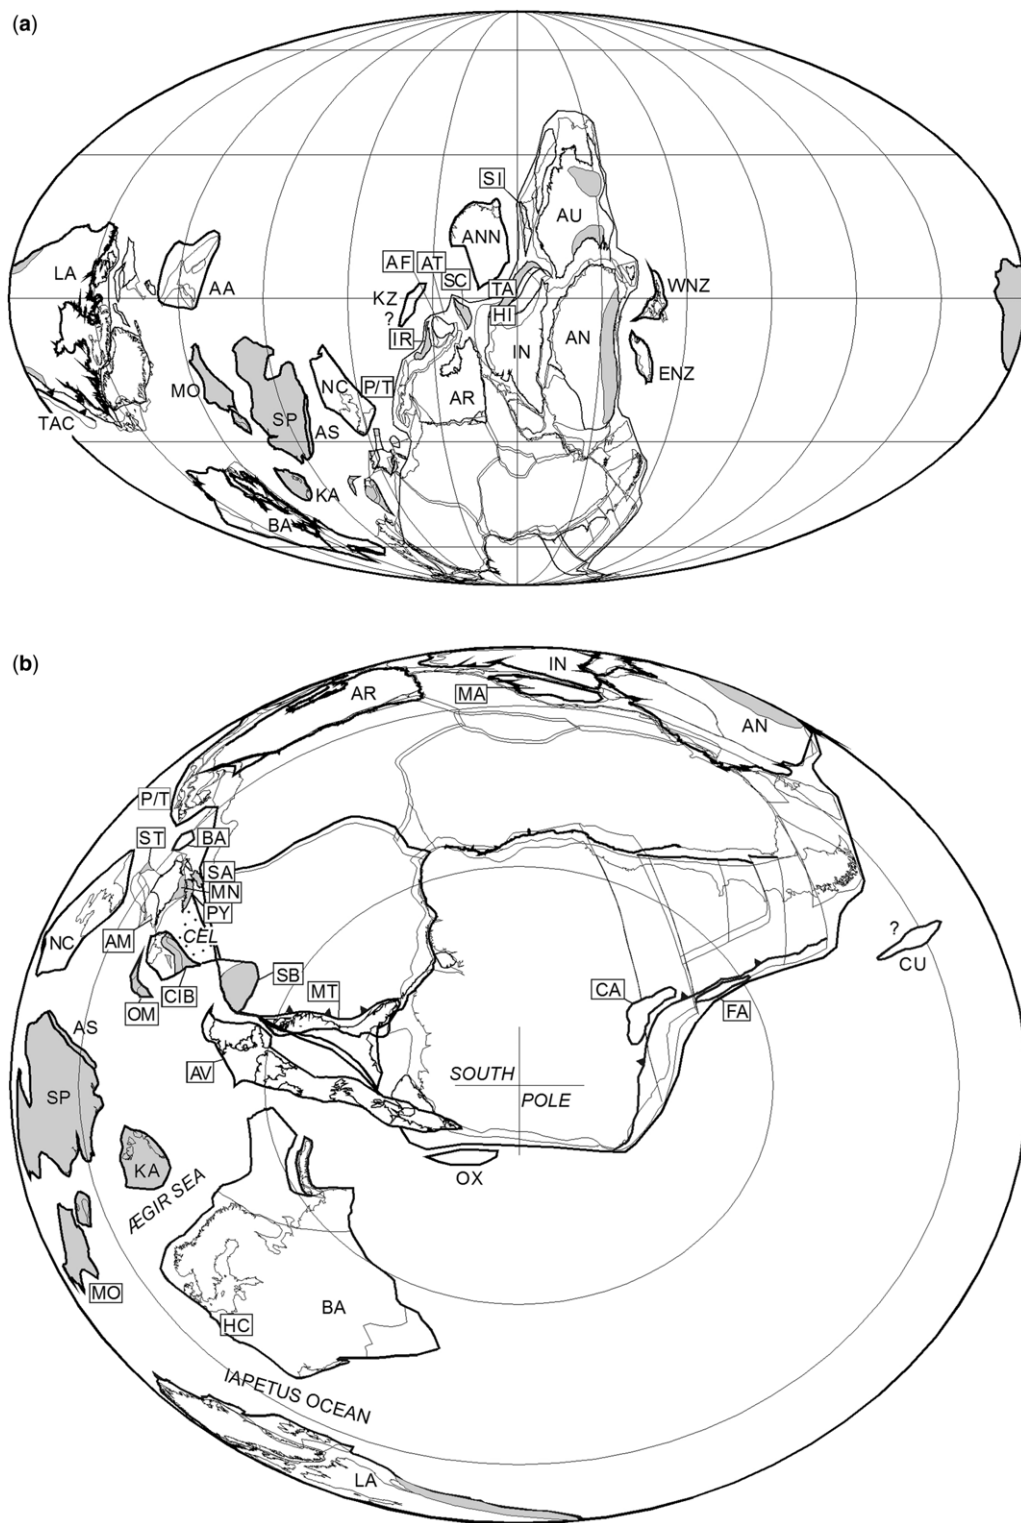 (a)
SI
AU
ANN
AF
AT
SC
LA
AA
KZ
TA
WNZ
?
HI
IR
IN
AN
MO
NC
P/T
AR
ENZ
TAC
SP
AS
KA
BA
(b)
IN
AR
MA
AN
P/T
ST
BA
SA
MN
PY
NC
AM
CEL
?
CU
CIB
SB
OM
MT
CA
FA
AS
AV
SOUTH
POLE
SP
KA
OX
ÆGIR SEA
MO
BA
HC
IAPETUS OCEAN
LA